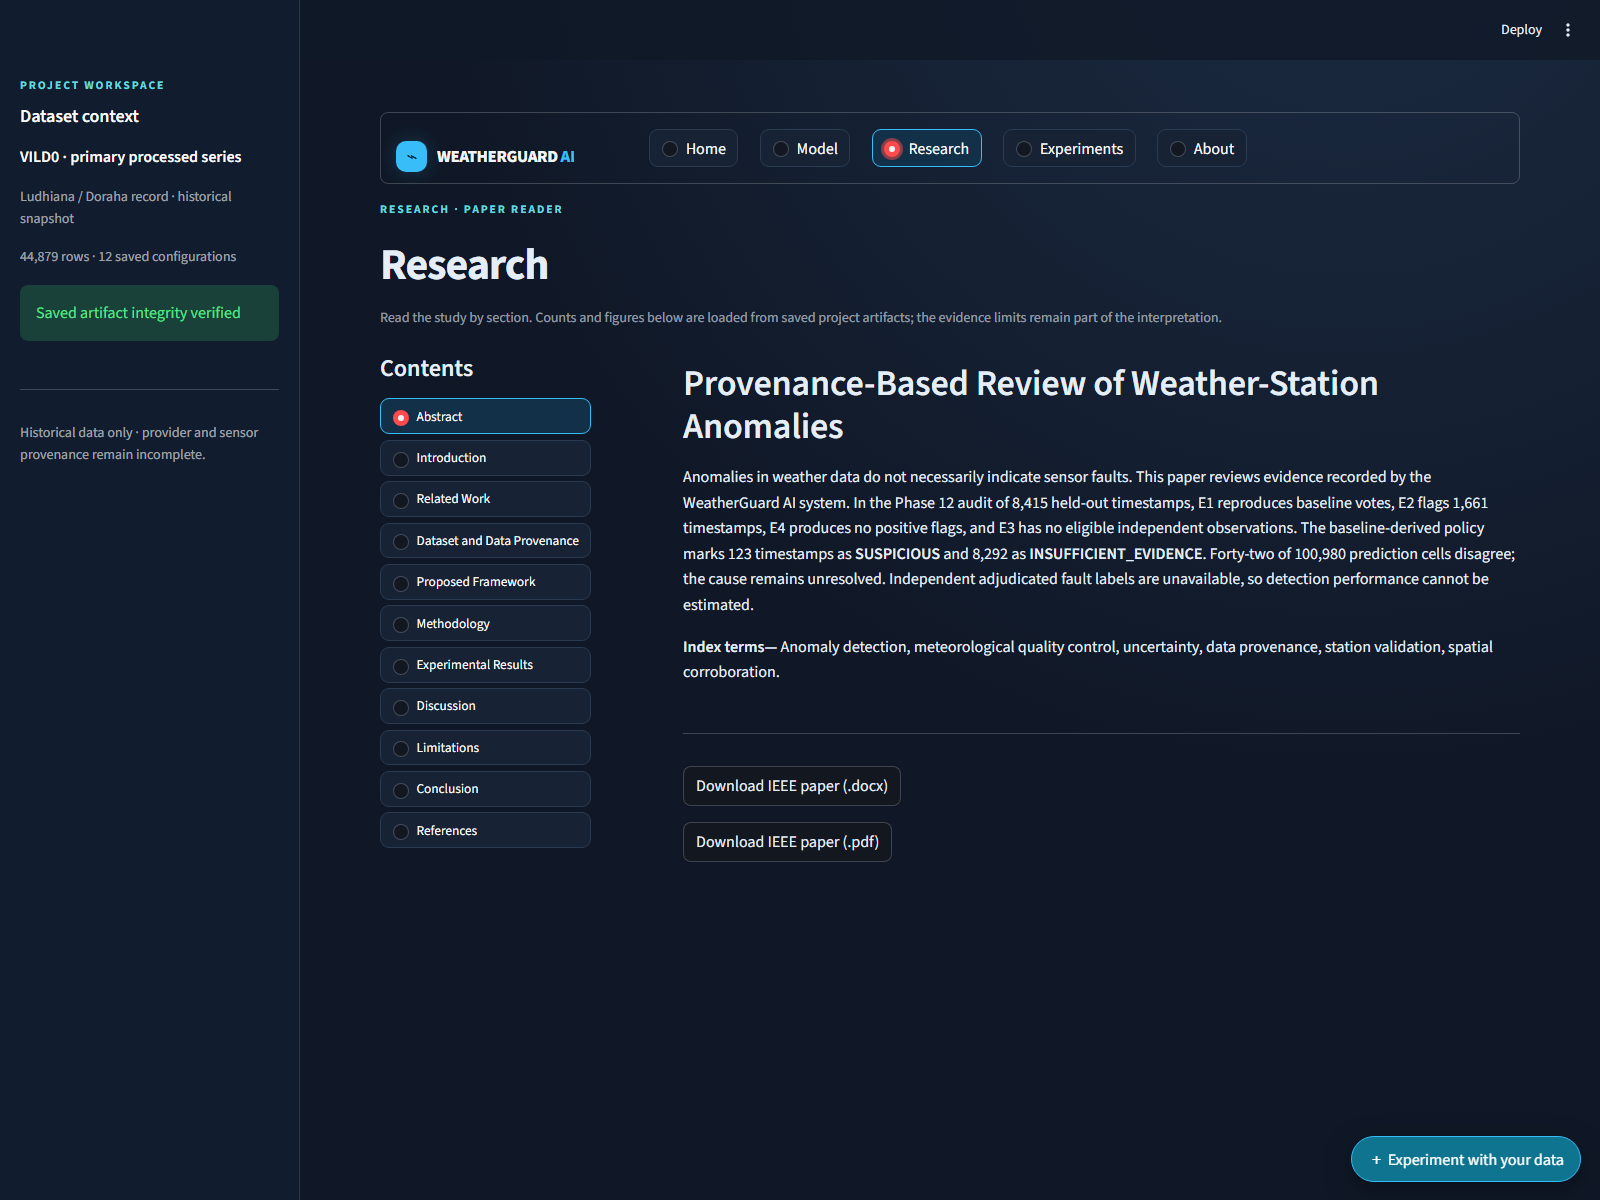 Deploy
PROJECT WORKSPACE
Dataset context
VILD0 · primary processed series
Ludhiana / Doraha record · historical
snapshot
44,879 rows · 12 saved configurations
Saved artifact integrity verified
Historical data only · provider and sensor
provenance remain incomplete.
WEATHERGUARD AI
Home
Model
Research
Experiments
About
RESEARCH · PAPER READER
Research
Read the study by section. Counts and figures below are loaded from saved project artifacts; the evidence limits remain part of the interpretation.
Contents
Abstract
Introduction
Related Work
Dataset and Data Provenance
Proposed Framework
Methodology
Experimental Results
Discussion
Limitations
Conclusion
References
Provenance-Based Review of Weather-Station
Anomalies
Anomalies in weather data do not necessarily indicate sensor faults. This paper reviews evidence recorded by the
WeatherGuard AI system. In the Phase 12 audit of 8,415 held-out timestamps, E1 reproduces baseline votes, E2 flags 1,661
timestamps, E4 produces no positive flags, and E3 has no eligible independent observations. The baseline-derived policy
marks 123 timestamps as SUSPICIOUS and 8,292 as INSUFFICIENT_EVIDENCE. Forty-two of 100,980 prediction cells disagree;
the cause remains unresolved. Independent adjudicated fault labels are unavailable, so detection performance cannot be
estimated.
Index terms— Anomaly detection, meteorological quality control, uncertainty, data provenance, station validation, spatial
corroboration.
Download IEEE paper (.docx)
Download IEEE paper (.pdf)
+ Experiment with your data